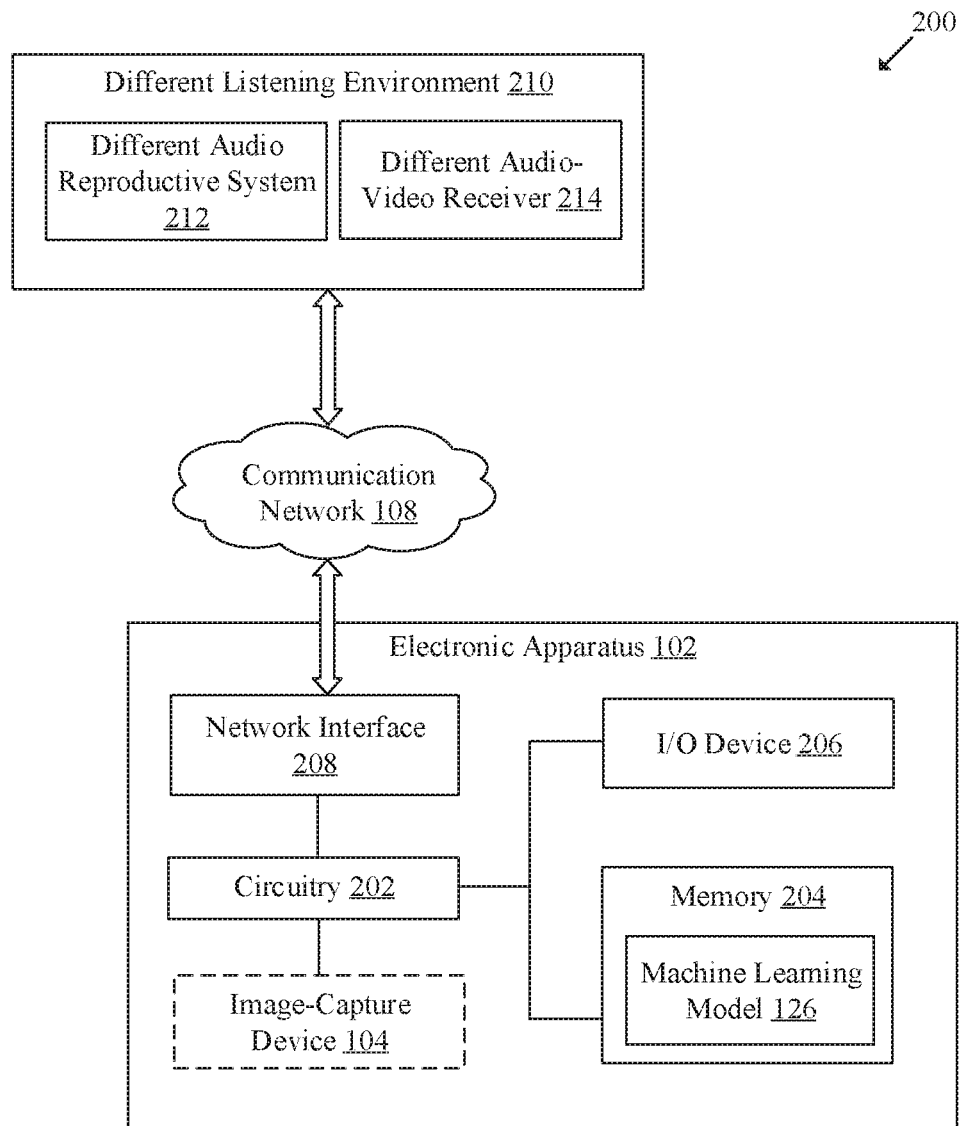 200
Different Listening Environment 210
Different Audio
Reproductive System
212
Different Audio-
Video Receiver 214
Communication
Network 108
Electronic Apparatus 102
Network Interface
208
I/O Device 206
Circuitry 202
Memory 204
Machine Learning
Model 126
Image-Capture
Device 104